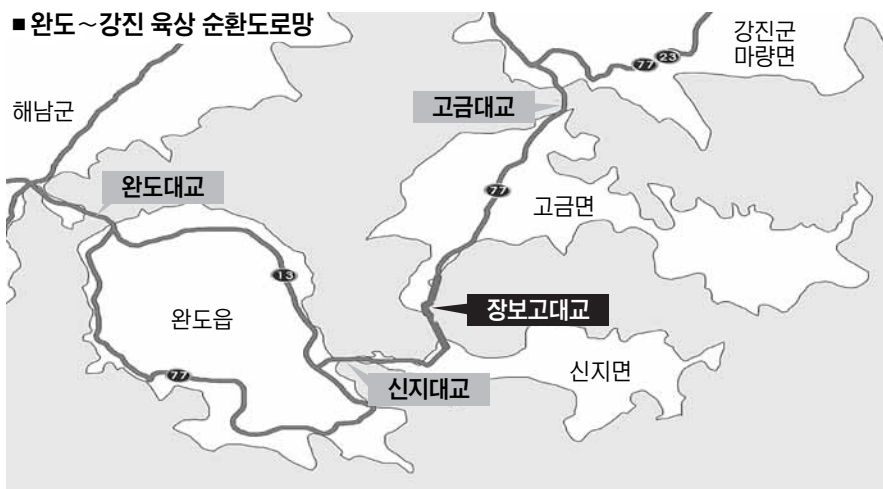 ■ 완도～강진 육상 순환도로망
강진군
마량면
77
23
해남군
고금대교
완도대교
77
고금면
13
장보고대교
완도읍
신지면
77
신지대교